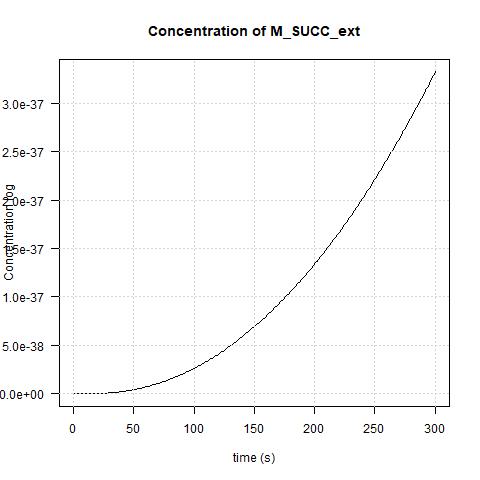 Concentration of M_SUCC_ext
3.0e-37
2.5e-37
2.0e-37
1.5e-37
1.0e-37
5.0e-38
0.0e+00
Concentration log
0 50 100 150 200 250 300
time (s)